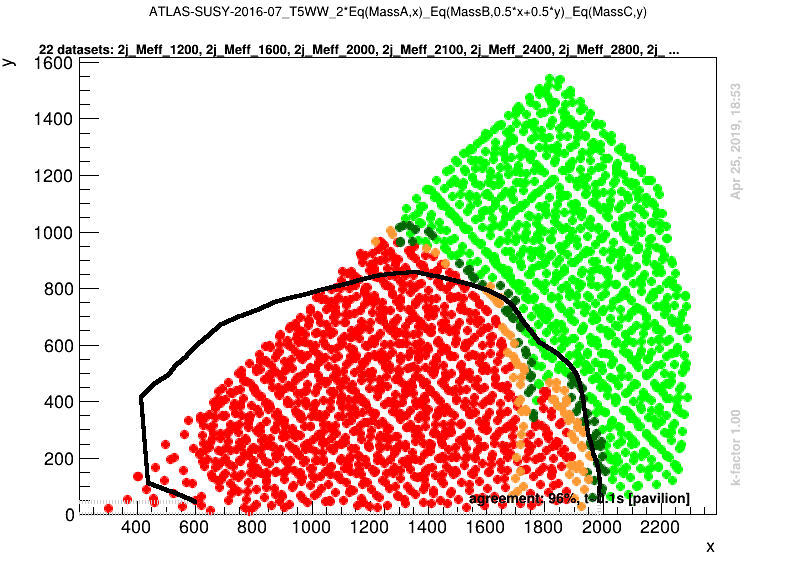 ATLAS-SUSY-2016-07_T5WW_2*Eq(MassA,x)_Eq(MassB,0.5*x+0.5*y)_Eq(MassC,y)
22 datasets: 2j_Meff_1200, 2j_Meff_1600, 2j_Meff_2000, 2j_Meff_2100, 2j_Meff_2400, 2j_Meff_2800, 2j_ ...
y
1600
1400
1200
1000
800
600
400
200
0
400 600 800 1000 1200 1400 1600 1800 2000 2200
x
agreement: 96%, 1s [pavilion]
Apr 25, 2019, 18:53
k-factor 1.00